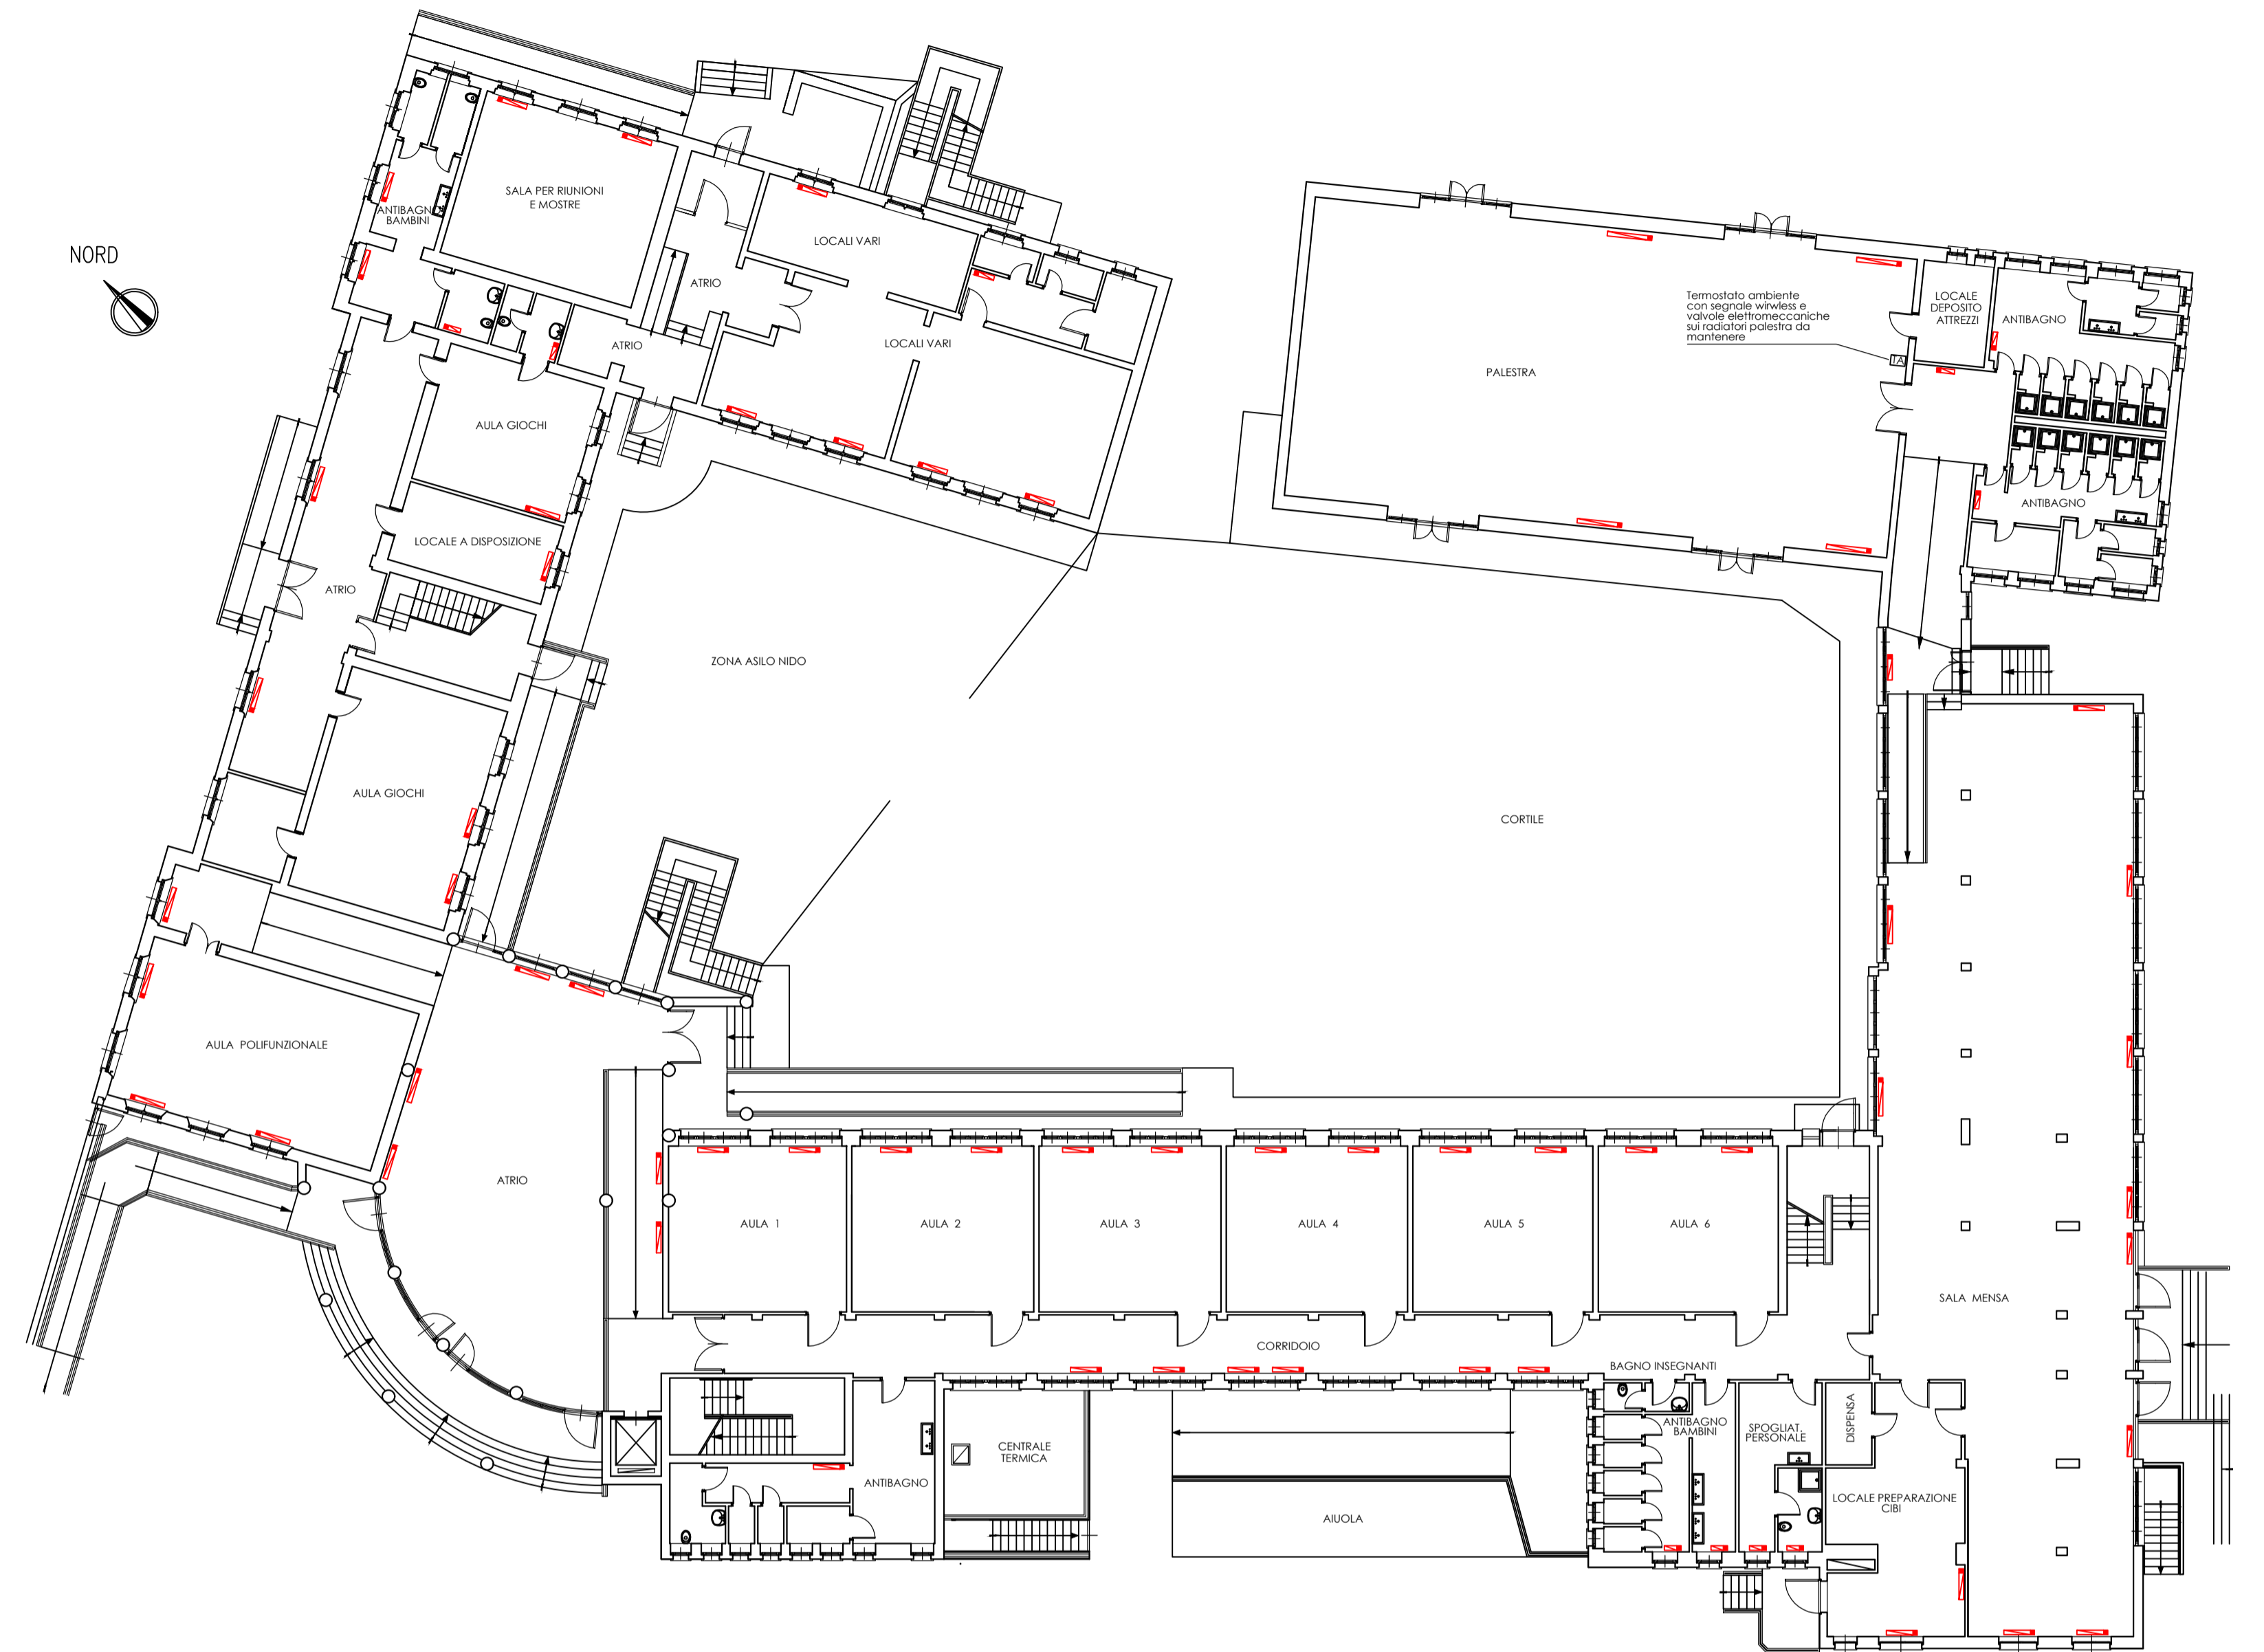 NORD
SALA PER RIUNIONI
E MOSTRE
ANTIBAGN
BAMBINI
LOCALI VARI
ATRIO
ATRIO
LOCALI VARI
Termostato ambiente
con segnale wirwless e
valvole elettromeccaniche
sui radiatori palestra da
mantenere
TA
LOCALE
DEPOSITO
ATTREZZI
ANTIBAGNO
PALESTRA
AULA GIOCHI
ANTIBAGNO
LOCALE A DISPOSIZIONE
ATRIO
ZONA ASILO NIDO
AULA GIOCHI
CORTILE
AULA POLIFUNZIONALE
ATRIO
AULA 1
AULA 2
AULA 3
AULA 4
AULA 5
AULA 6
SALA MENSA
CORRIDOIO
BAGNO INSEGNANTI
ANTIBAGNO
BAMBINI
SPOGLIAT.
PERSONALE
DISPENSA
CENTRALE
TERMICA
ANTIBAGNO
LOCALE PREPARAZIONE
CIBI
AIUOLA